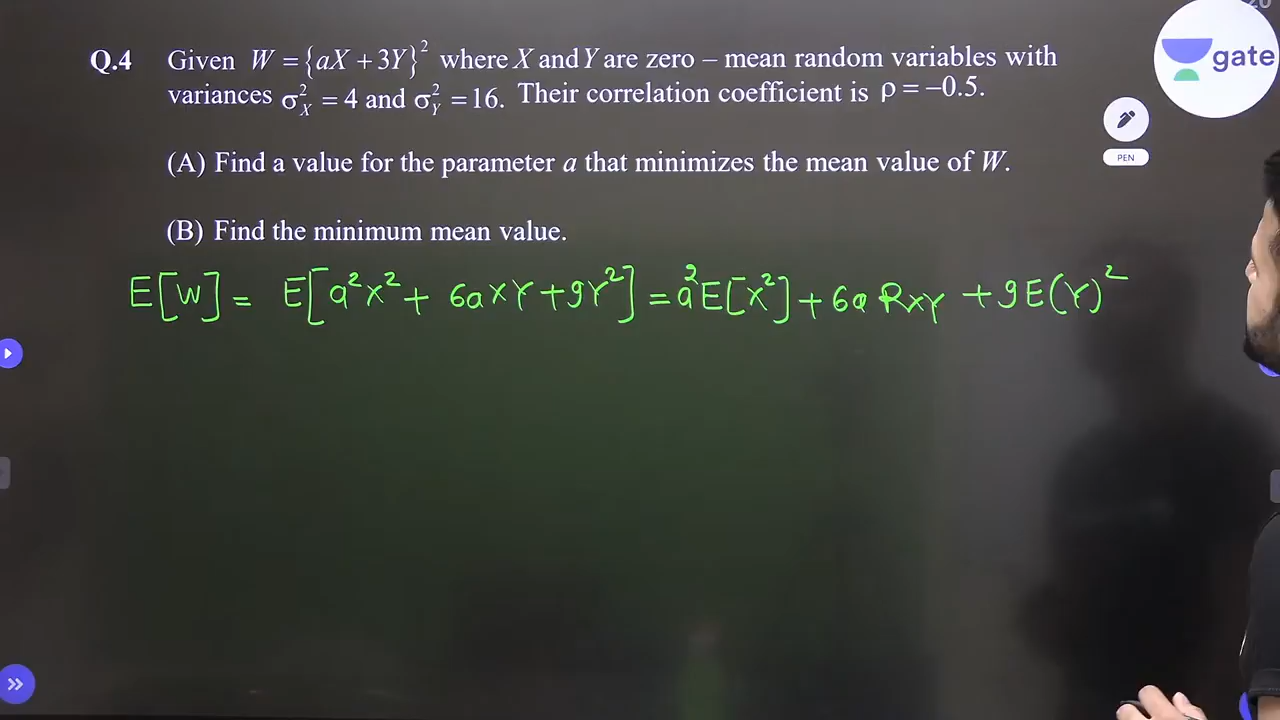 Q.4 Given W = {aX + 3Y}² where X and Y are zero – mean random variables with
variances σ²_X = 4 and σ²_Y = 16. Their correlation coefficient is ρ = −0.5.
(A) Find a value for the parameter a that minimizes the mean value of W.
(B) Find the minimum mean value.
E[W] = E[a²X² + 6aXY + 9Y²] = a²E[X²] + 6a RXY + 9E(Y)²
gate
PEN